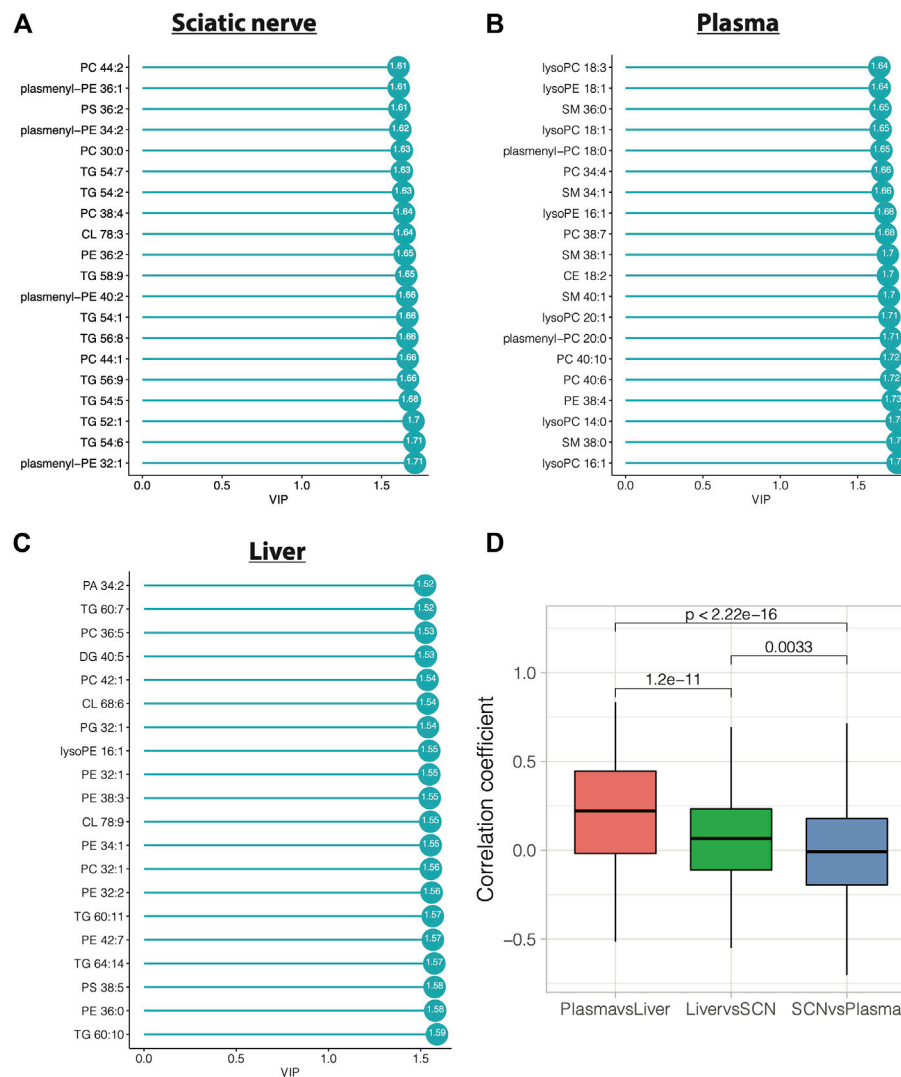 A
Sciatic nerve
PC 44:2 1.61
plasmenyl–PE 36:1 1.61
PS 36:2 1.61
plasmenyl–PE 34:2 1.62
PC 30:0 1.63
TG 54:7 1.63
TG 54:2 1.63
PC 38:4 1.64
CL 78:3 1.64
PE 36:2 1.65
TG 58:9 1.65
plasmenyl–PE 40:2 1.66
TG 54:1 1.66
TG 56:8 1.66
PC 44:1 1.66
TG 56:9 1.66
TG 54:5 1.68
TG 52:1 1.7
TG 54:6 1.71
plasmenyl–PE 32:1 1.71
0.0 0.5 1.0 1.5
VIP
B
Plasma
lysoPC 18:3 1.64
lysoPE 18:1 1.64
SM 36:0 1.65
lysoPC 18:1 1.65
plasmenyl–PC 18:0 1.65
PC 34:4 1.66
SM 34:1 1.66
lysoPE 16:1 1.68
PC 38:7 1.68
SM 38:1 1.7
CE 18:2 1.7
SM 40:1 1.7
lysoPC 20:1 1.71
plasmenyl–PC 20:0 1.71
PC 40:10 1.72
PC 40:6 1.72
PE 38:4 1.73
lysoPC 14:0 1.7
SM 38:0 1.7
lysoPC 16:1 1.7
0.0 0.5 1.0 1.5
VIP
C
Liver
PA 34:2 1.52
TG 60:7 1.52
PC 36:5 1.53
DG 40:5 1.53
PC 42:1 1.54
CL 68:6 1.54
PG 32:1 1.54
lysoPE 16:1 1.55
PE 32:1 1.55
PE 38:3 1.55
CL 78:9 1.55
PE 34:1 1.55
PC 32:1 1.56
PE 32:2 1.56
TG 60:11 1.57
PE 42:7 1.57
TG 64:14 1.57
PS 38:5 1.58
PE 36:0 1.58
TG 60:10 1.59
0.0 0.5 1.0 1.5
VIP
D
p < 2.22e−16
0.0033
1.2e−11
Correlation coefficient
1.0
0.5
0.0
−0.5
PlasmavsLiver LivervsSCN SCNvsPlasma